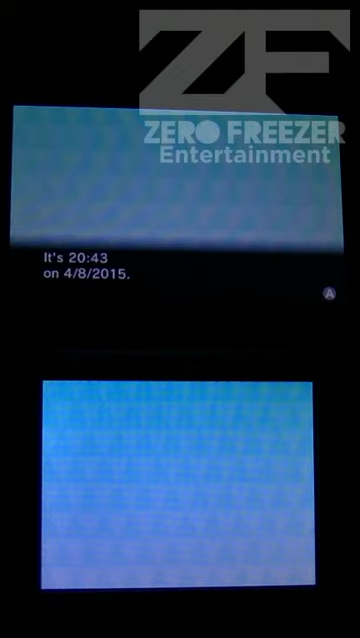 ZF
ZERO FREEZER
Entertainment
It's 20:43
on 4/8/2015.
A